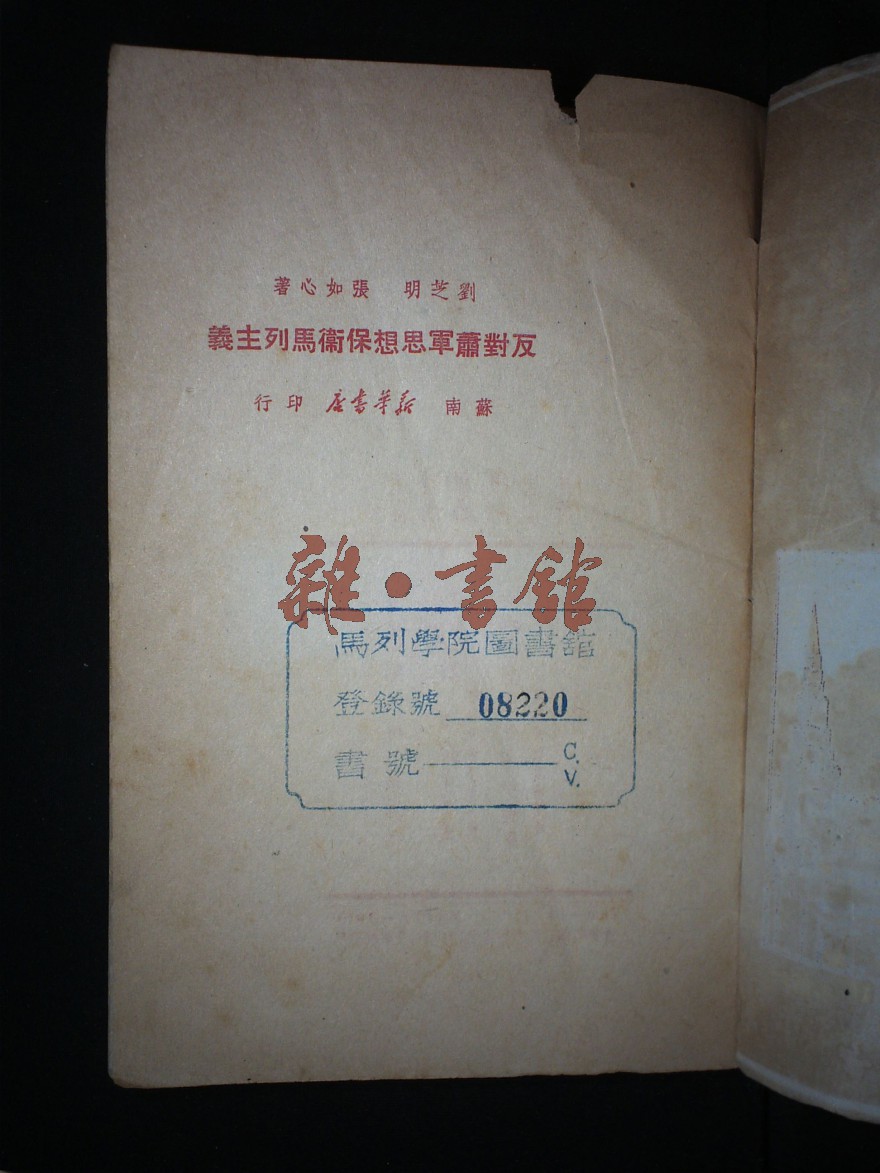 劉芝明 張如心著
反對蕭軍思想保衞馬列主義
蘇南 新華書店 印行
雜·書館
馬列學院圖書舘
登錄號 08220
書號 C.
V.